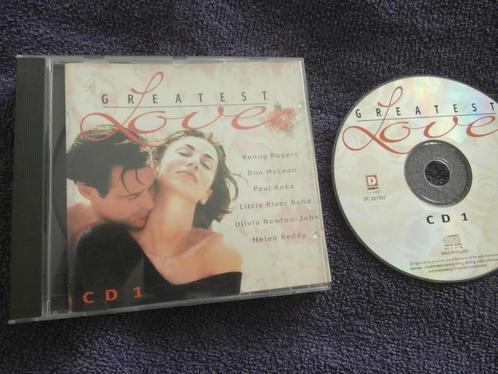 GREATEST
Love
Kenny Rogers
Don McLean
Paul Anka
Little River Band
Olivia Newton-John
Helen Reddy
CD 1
GREATEST
Love
D
CD 1